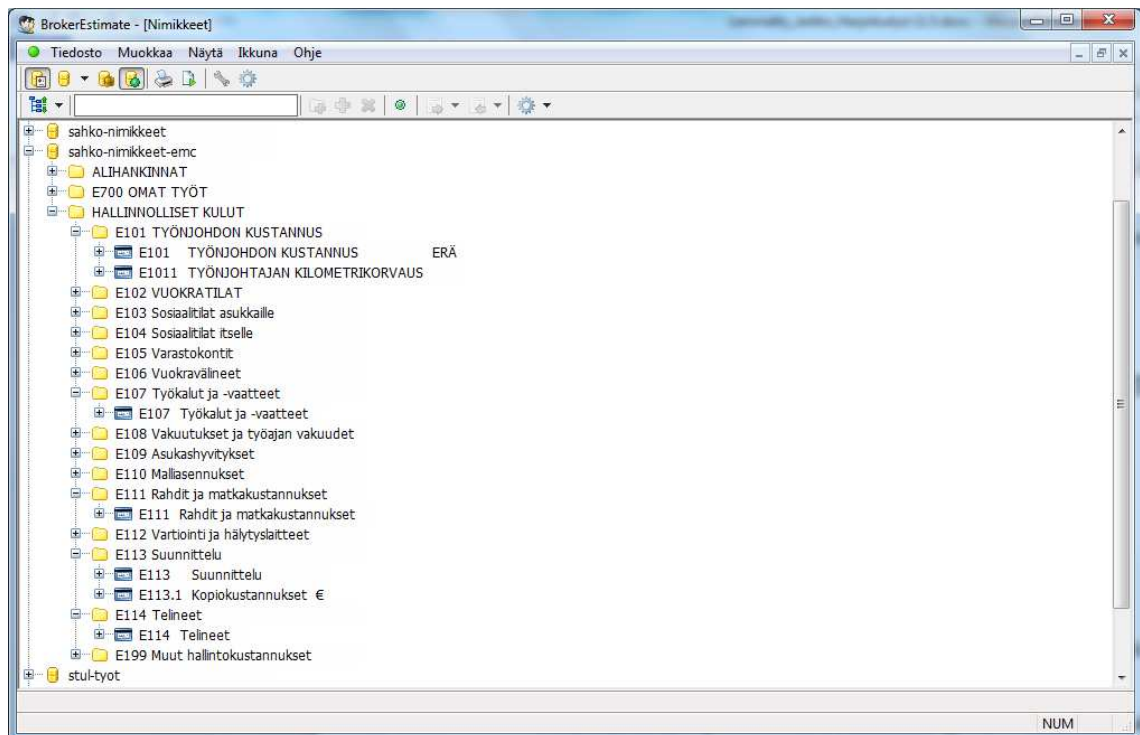 BrokerEstimate - [Nimikkeet]
Tiedosto Muokkaa Näytä Ikkuna Ohje
sahko-nimikkeet
sahko-nimikkeet-emc
ALIHANKINNAT
E700 OMAT TYÖT
HALLINNOLLISET KULUT
E101 TYÖNJOHDON KUSTANNUS
E101 TYÖNJOHDON KUSTANNUS ERÄ
E1011 TYÖNJOHTAJAN KILOMETRIKORVAUS
E102 VUOKRATILAT
E103 Sosiaalitilat asukkaille
E104 Sosiaalitilat itselle
E105 Varastokontit
E106 Vuokravälineet
E107 Työkalut ja -vaatteet
E107 Työkalut ja -vaatteet
E108 Vakuutukset ja työajan vakuudet
E109 Asukashyvitykset
E110 Malliasennukset
E111 Rahdit ja matkakustannukset
E111 Rahdit ja matkakustannukset
E112 Vartiointi ja hälytyslaitteet
E113 Suunnittelu
E113 Suunnittelu
E113.1 Kopiokustannukset €
E114 Telineet
E114 Telineet
E199 Muut hallintokustannukset
stul-tyot
NUM